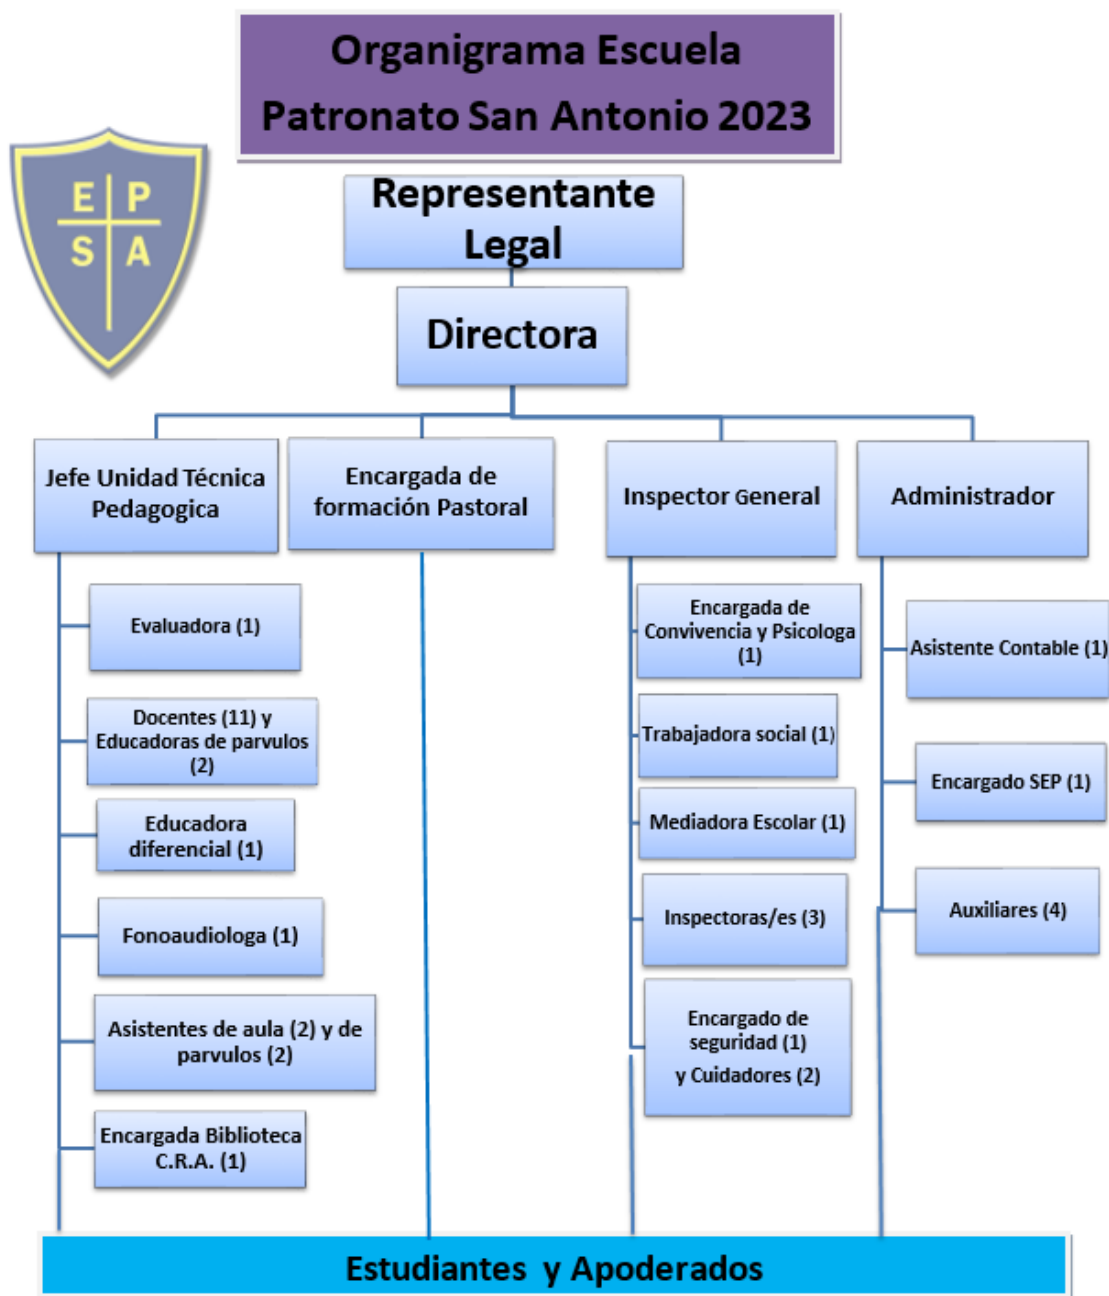 Organigrama Escuela
Patronato San Antonio 2023
E P
S A
Representante
Legal
Directora
Jefe Unidad Técnica
Pedagogica
Encargada de
formación Pastoral
Inspector General
Administrador
Evaluadora (1)
Docentes (11) y
Educadoras de parvulos
(2)
Educadora
diferencial (1)
Fonoaudiologa (1)
Asistentes de aula (2) y de
parvulos (2)
Encargada Biblioteca
C.R.A. (1)
Encargada de
Convivencia y Psicologa
(1)
Trabajadora social (1)
Mediadora Escolar (1)
Inspectoras/es (3)
Encargado de
seguridad (1)
y Cuidadores (2)
Asistente Contable (1)
Encargado SEP (1)
Auxiliares (4)
Estudiantes y Apoderados